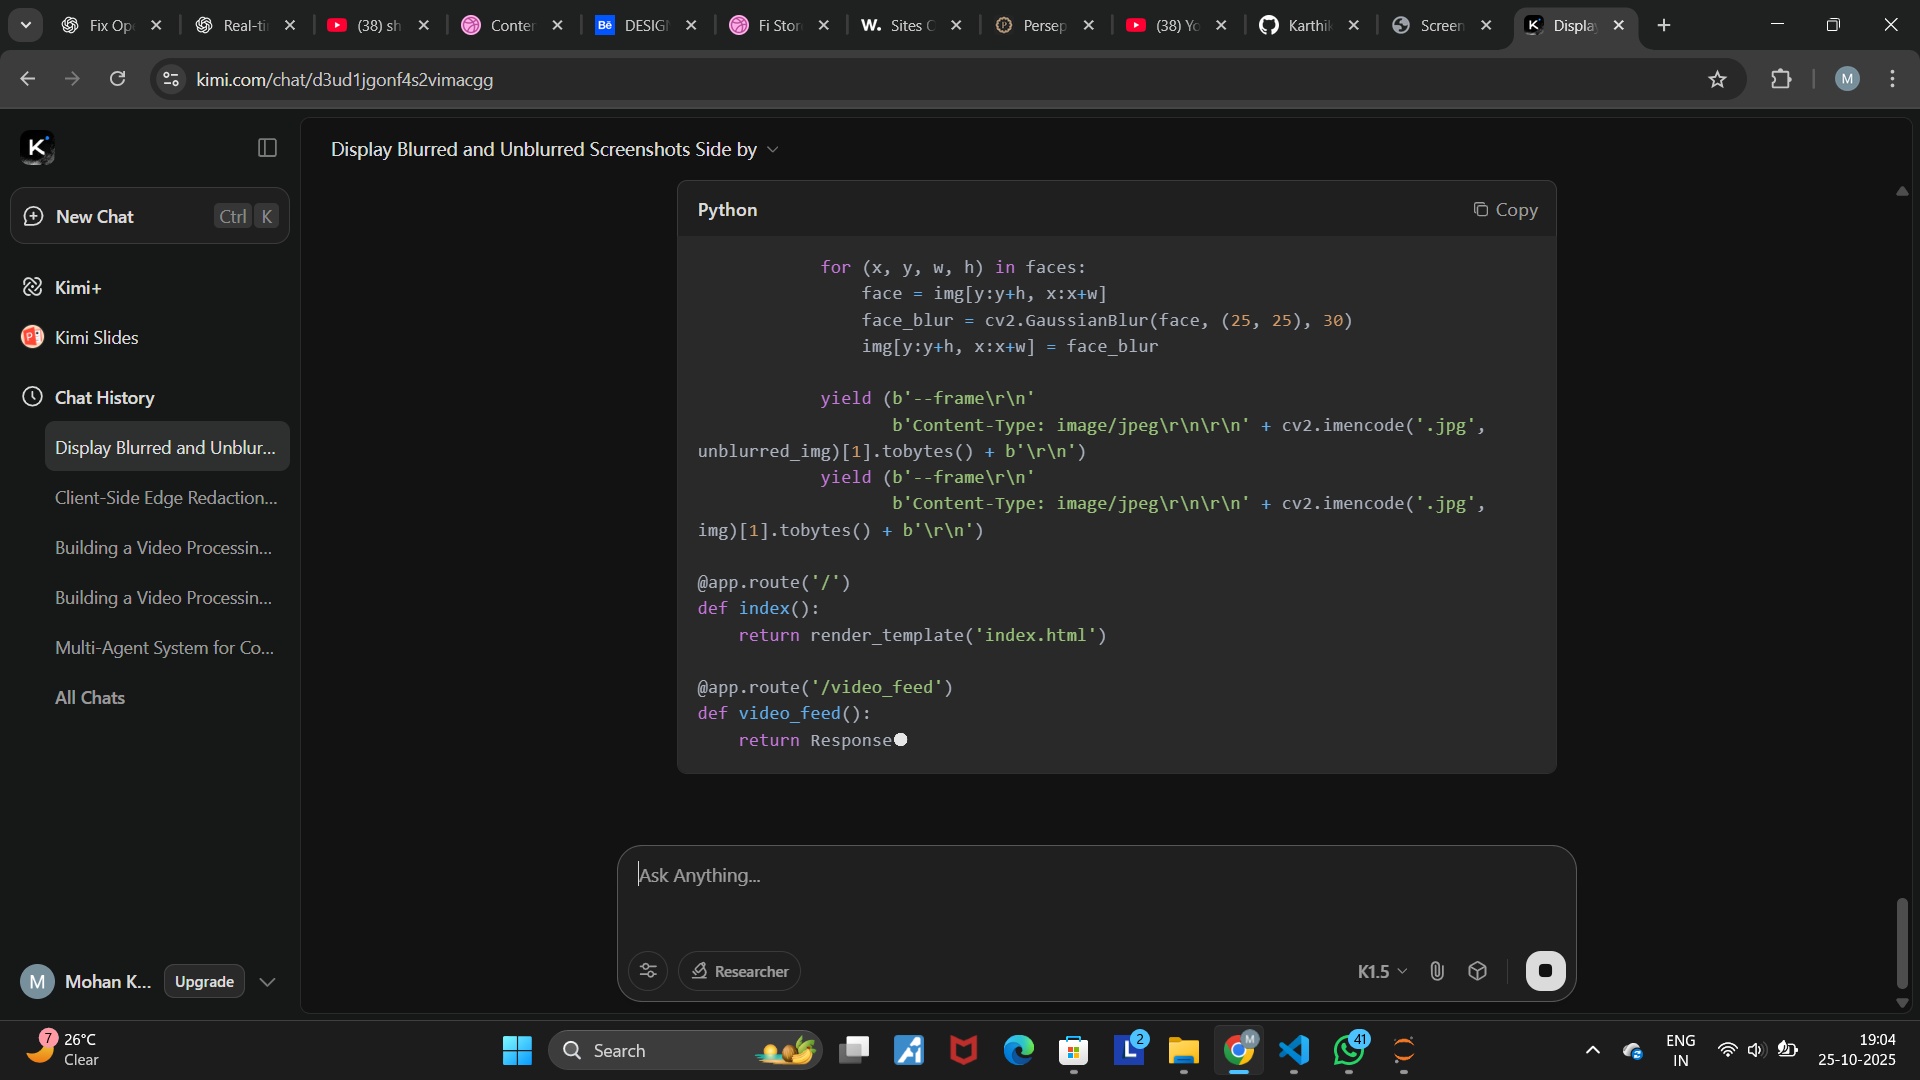 Fix Op
Real-ti
(38) sh
Conter
Bē DESIGN
Fi Stor
W. Sites
Persep
(38) Yo
Karthik
Screen
K Display
kimi.com/chat/d3ud1jgonf4s2vimacgg
M
K
Display Blurred and Unblurred Screenshots Side by
New Chat
Ctrl K
Kimi+
Kimi Slides
Chat History
Display Blurred and Unblur...
Client-Side Edge Redaction...
Building a Video Processin...
Building a Video Processin...
Multi-Agent System for Co...
All Chats
M Mohan K... Upgrade
Python
Copy
for (x, y, w, h) in faces:
face = img[y:y+h, x:x+w]
face_blur = cv2.GaussianBlur(face, (25, 25), 30)
img[y:y+h, x:x+w] = face_blur
yield (b'--frame\r\n'
b'Content-Type: image/jpeg\r\n\r\n' + cv2.imencode('.jpg',
unblurred_img)[1].tobytes() + b'\r\n')
yield (b'--frame\r\n'
b'Content-Type: image/jpeg\r\n\r\n' + cv2.imencode('.jpg',
img)[1].tobytes() + b'\r\n')
@app.route('/')
def index():
return render_template('index.html')
@app.route('/video_feed')
def video_feed():
return Response
Ask Anything...
Researcher
K1.5
7
26°C
Clear
Search
L 2
M
41
ENG
IN
19:04
25-10-2025